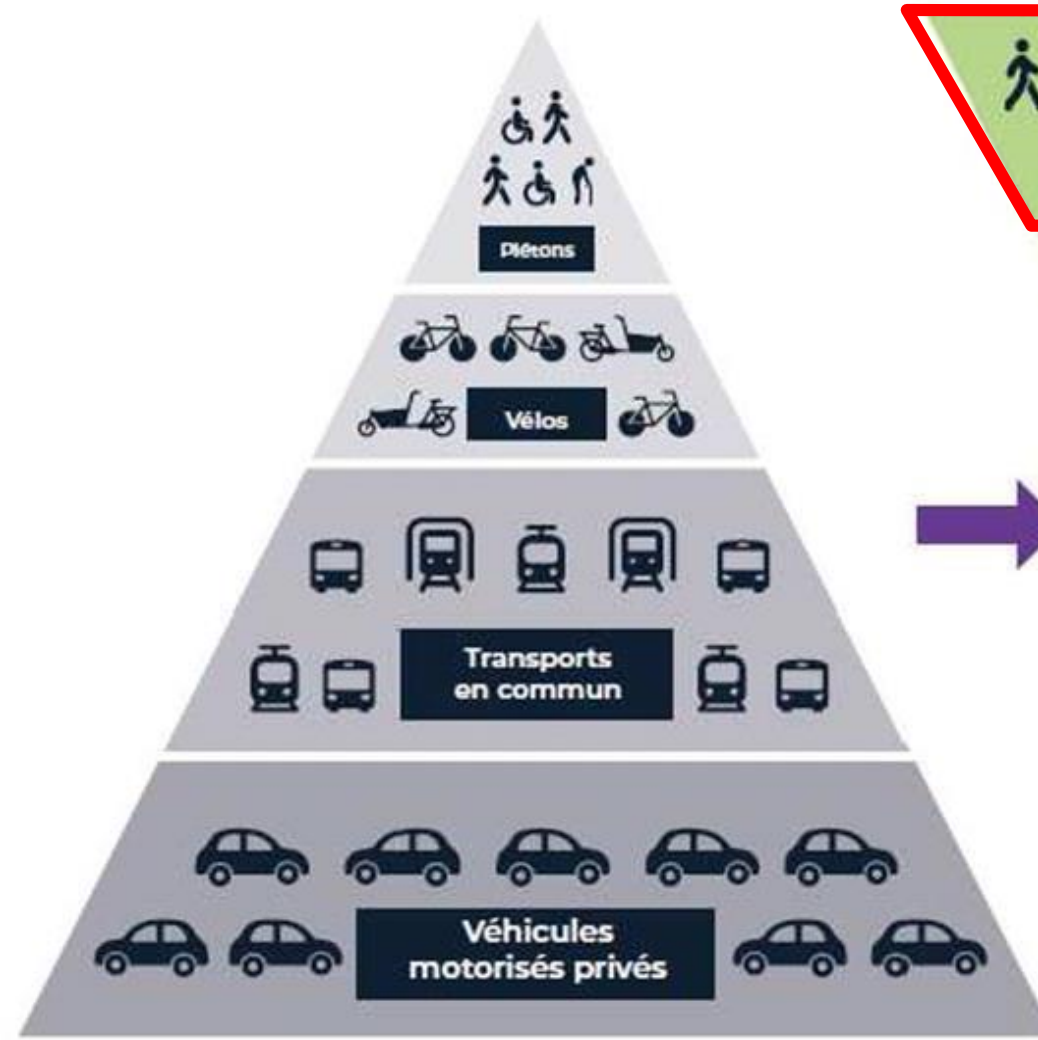 Piétons
Vélos
Transports
en commun
Véhicules
motorisés privés